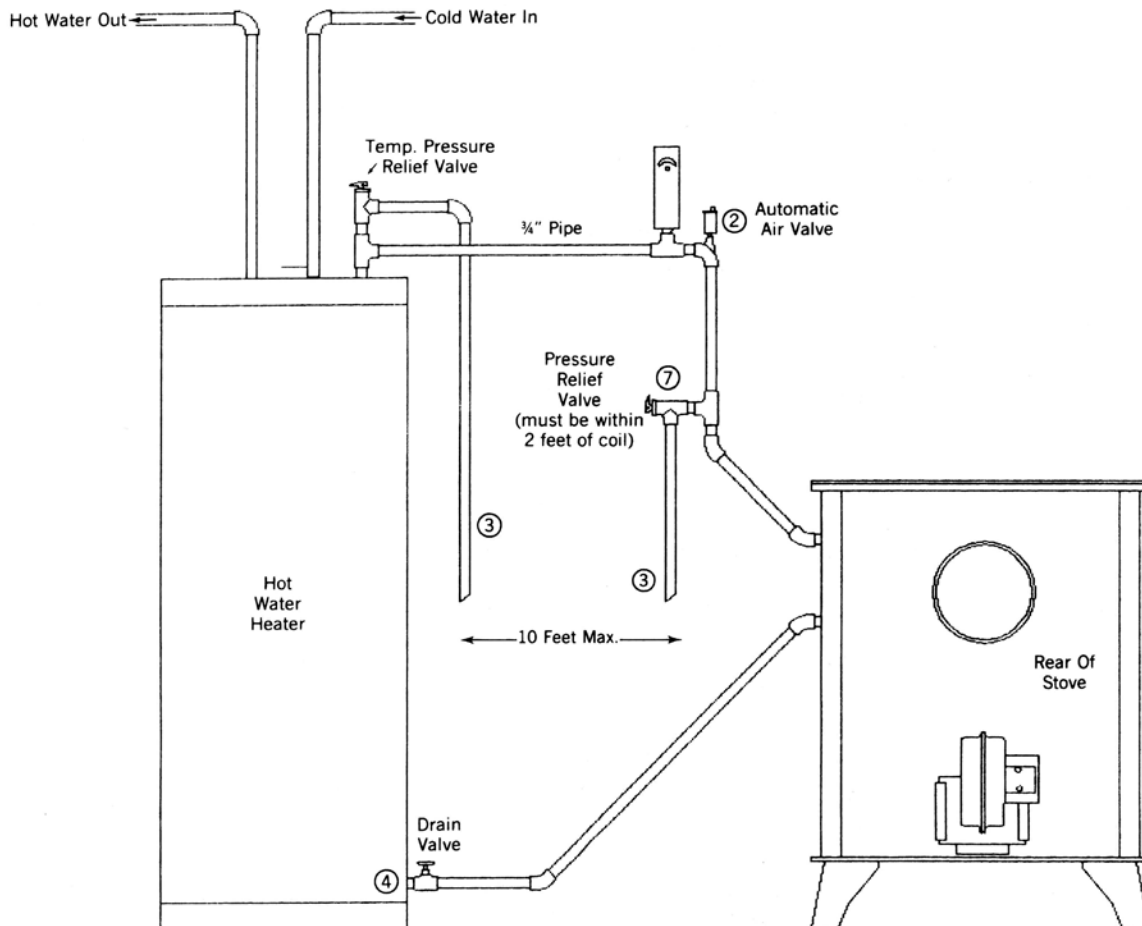 Hot Water Out
Cold Water In
Temp. Pressure
Relief Valve
¾" Pipe
② Automatic
Air Valve
Pressure
Relief
Valve
(must be within
2 feet of coil)
⑦
③
③
Hot
Water
Heater
10 Feet Max.
Rear Of
Stove
Drain
Valve
④